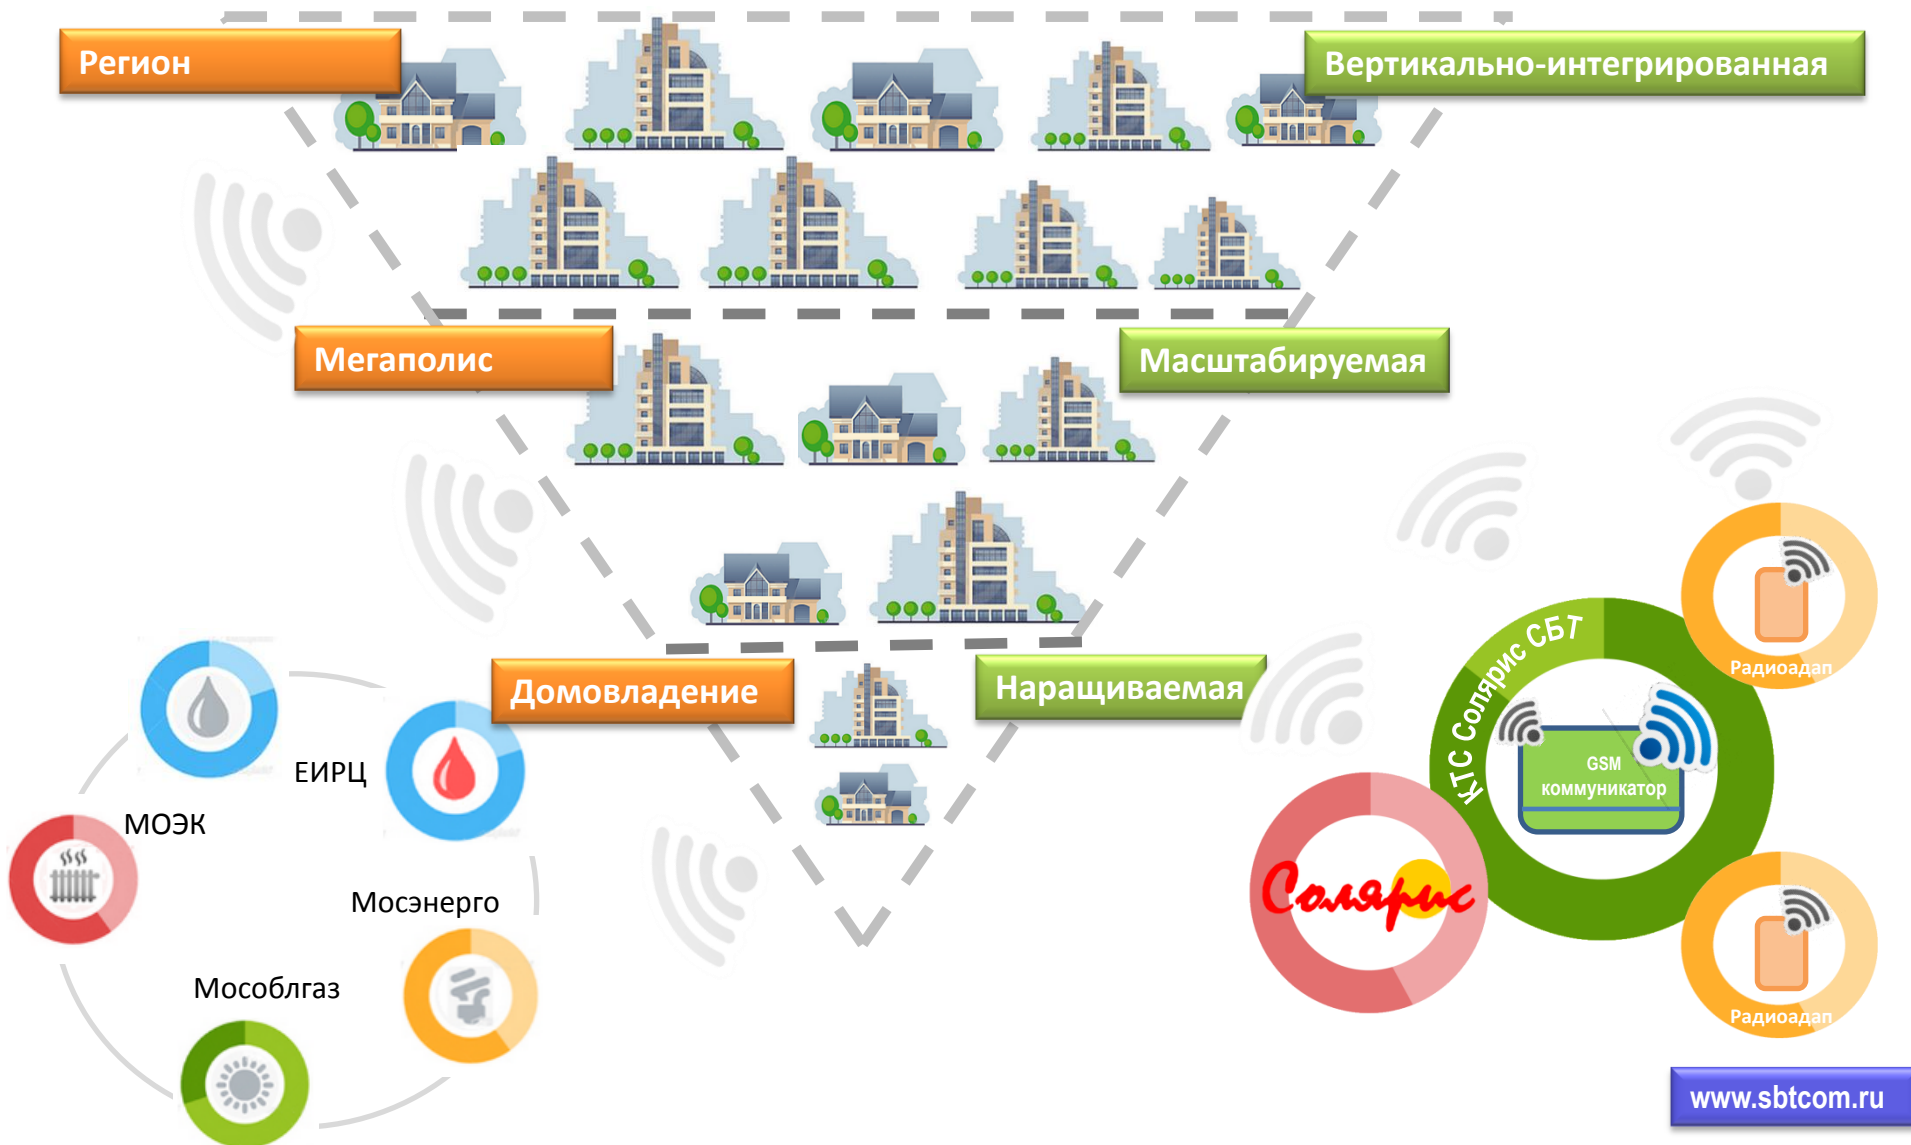 Регион
Вертикально-интегрированная
Мегаполис
Масштабируемая
Домовладение
Наращиваемая
ЕИРЦ
МОЭК
Мосэнерго
Мособлгаз
КТС Солярис СБТ
GSM
коммуникатор
Солярис
Радиоадап
Радиоадап
www.sbtcom.ru